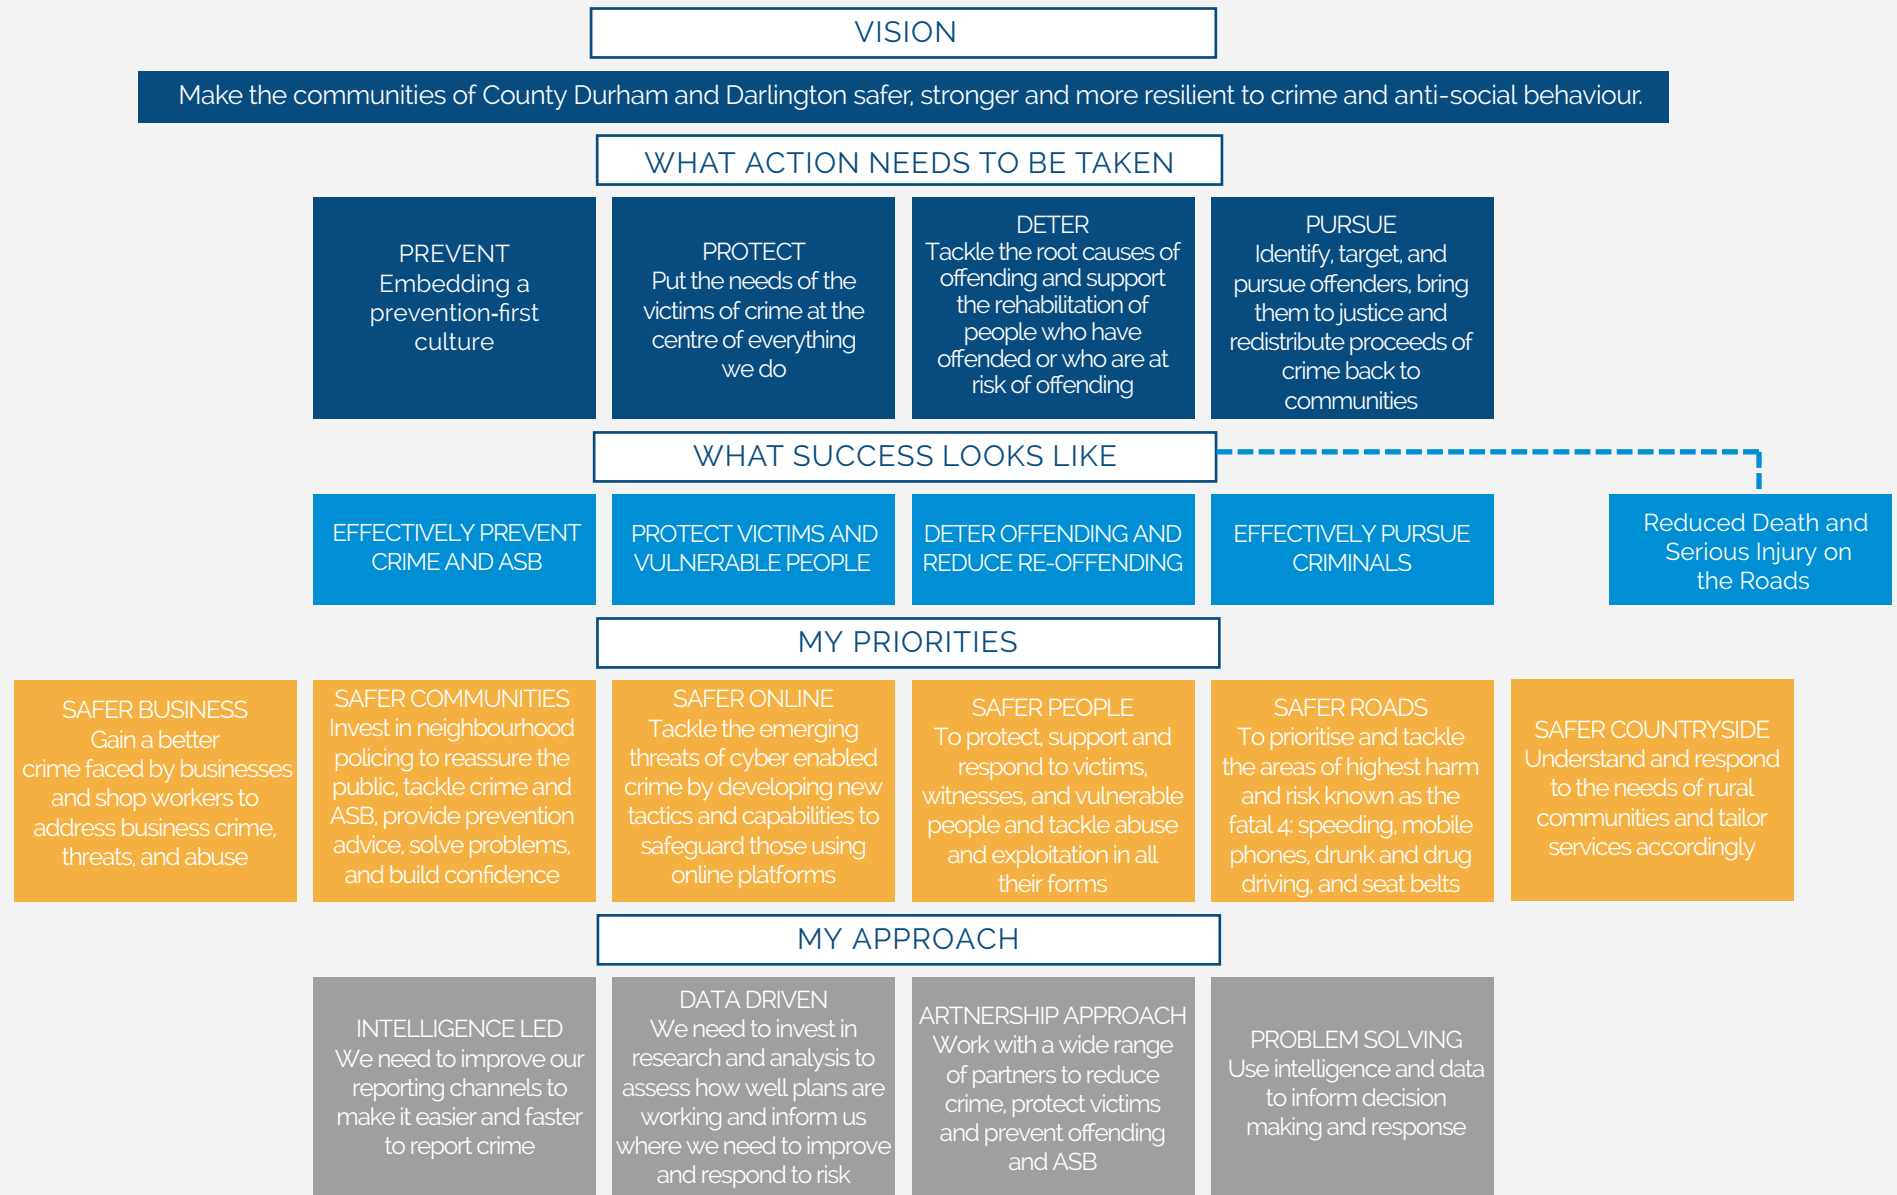 VISION
Make the communities of County Durham and Darlington safer, stronger and more resilient to crime and anti-social behaviour.
WHAT ACTION NEEDS TO BE TAKEN
PREVENT
Embedding a
prevention-first
culture
PROTECT
Put the needs of the
victims of crime at the
centre of everything
we do
DETER
Tackle the root causes of
offending and support
the rehabilitation of
people who have
offended or who are at
risk of offending
PURSUE
Identify, target, and
pursue offenders, bring
them to justice and
redistribute proceeds of
crime back to
communities
WHAT SUCCESS LOOKS LIKE
EFFECTIVELY PREVENT
CRIME AND ASB
PROTECT VICTIMS AND
VULNERABLE PEOPLE
DETER OFFENDING AND
REDUCE RE-OFFENDING
EFFECTIVELY PURSUE
CRIMINALS
Reduced Death and
Serious Injury on
the Roads
MY PRIORITIES
SAFER BUSINESS
Gain a better
crime faced by businesses
and shop workers to
address business crime,
threats, and abuse
SAFER COMMUNITIES
Invest in neighbourhood
policing to reassure the
public, tackle crime and
ASB, provide prevention
advice, solve problems,
and build confidence
SAFER ONLINE
Tackle the emerging
threats of cyber enabled
crime by developing new
tactics and capabilities to
safeguard those using
online platforms
SAFER PEOPLE
To protect, support and
respond to victims,
witnesses, and vulnerable
people and tackle abuse
and exploitation in all
their forms
SAFER ROADS
To prioritise and tackle
the areas of highest harm
and risk known as the
fatal 4: speeding, mobile
phones, drunk and drug
driving, and seat belts
SAFER COUNTRYSIDE
Understand and respond
to the needs of rural
communities and tailor
services accordingly
MY APPROACH
INTELLIGENCE LED
We need to improve our
reporting channels to
make it easier and faster
to report crime
DATA DRIVEN
We need to invest in
research and analysis to
assess how well plans are
working and inform us
where we need to improve
and respond to risk
ARTNERSHIP APPROACH
Work with a wide range
of partners to reduce
crime, protect victims
and prevent offending
and ASB
PROBLEM SOLVING
Use intelligence and data
to inform decision
making and response